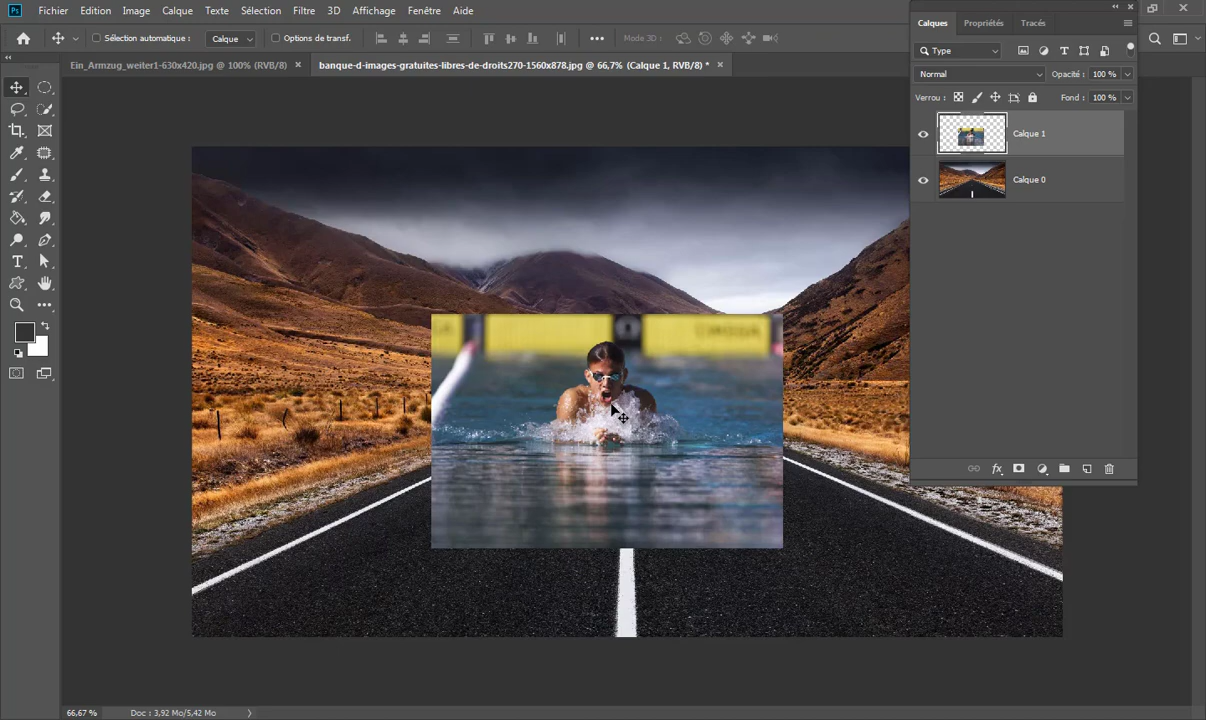 Ps Fichier Edition Image Calque Texte Sélection Filtre 3D Affichage Fenêtre Aide
Sélection automatique : Calque Options de transf. Mode 3D :
Ein_Armzug_weiter1-630x420.jpg @ 100% (RVB/8) banque-d-images-gratuites-libres-de-droits270-1560x878.jpg @ 66,7% (Calque 1, RVB/8) *
Calques Propriétés Tracés
Type
Normal Opacité : 100 %
Verrou : Fond : 100 %
Calque 1
Calque 0
OMEGA
66,67 % Doc : 3,92 Mo/5,42 Mo